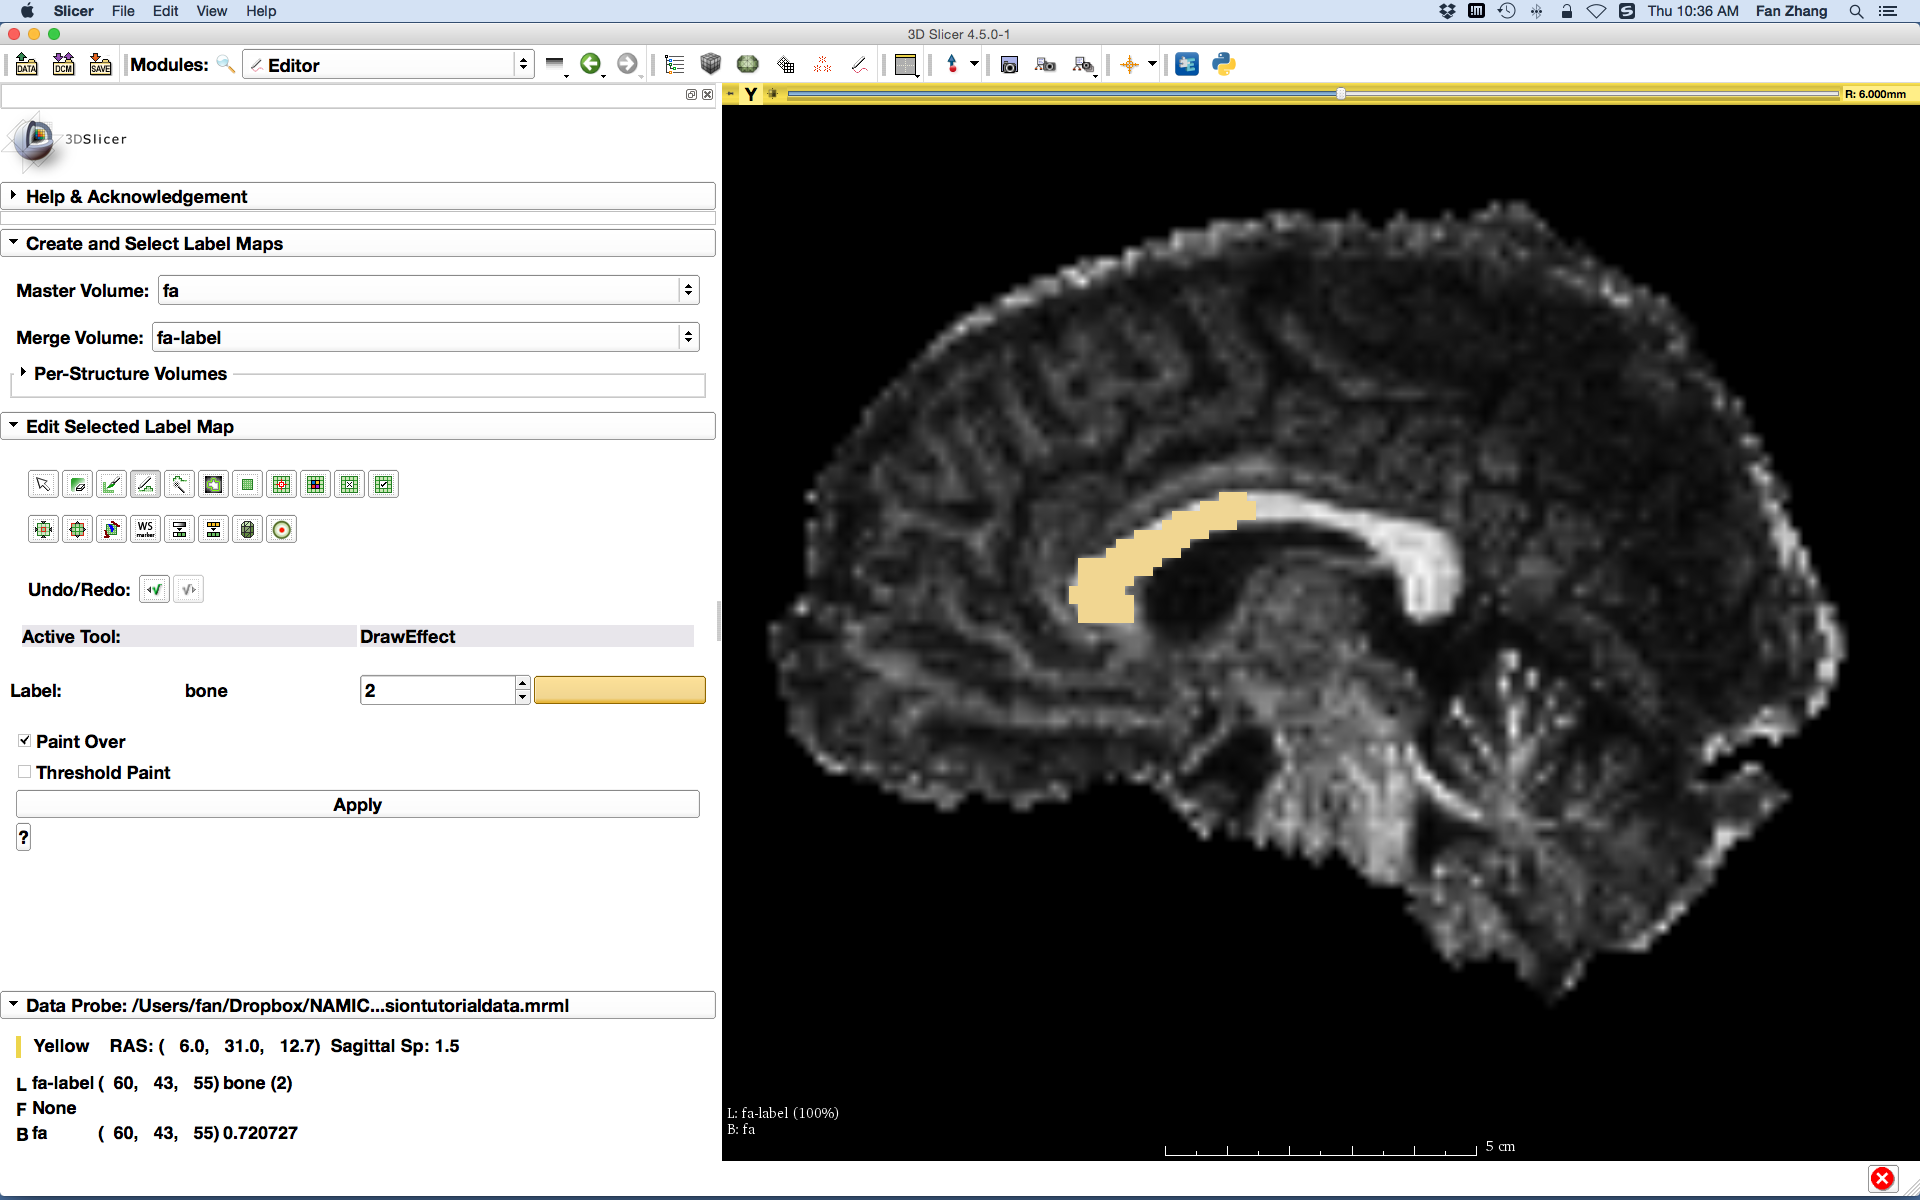 Slicer File Edit View Help Thu 10:36 AM Fan Zhang
3D Slicer 4.5.0-1
DATA DCM SAVE Modules: Editor
Y R: 6.000mm
3DSlicer
Help & Acknowledgement
Create and Select Label Maps
Master Volume: fa
Merge Volume: fa-label
Per-Structure Volumes
Edit Selected Label Map
WS
marker
Undo/Redo:
Active Tool: DrawEffect
Label: bone 2
Paint Over
Threshold Paint
Apply
?
Data Probe: /Users/fan/Dropbox/NAMIC...siontutorialdata.mrml
Yellow RAS: ( 6.0, 31.0, 12.7) Sagittal Sp: 1.5
L fa-label ( 60, 43, 55) bone (2)
F None
B fa ( 60, 43, 55) 0.720727
L: fa-label (100%)
B: fa
5 cm